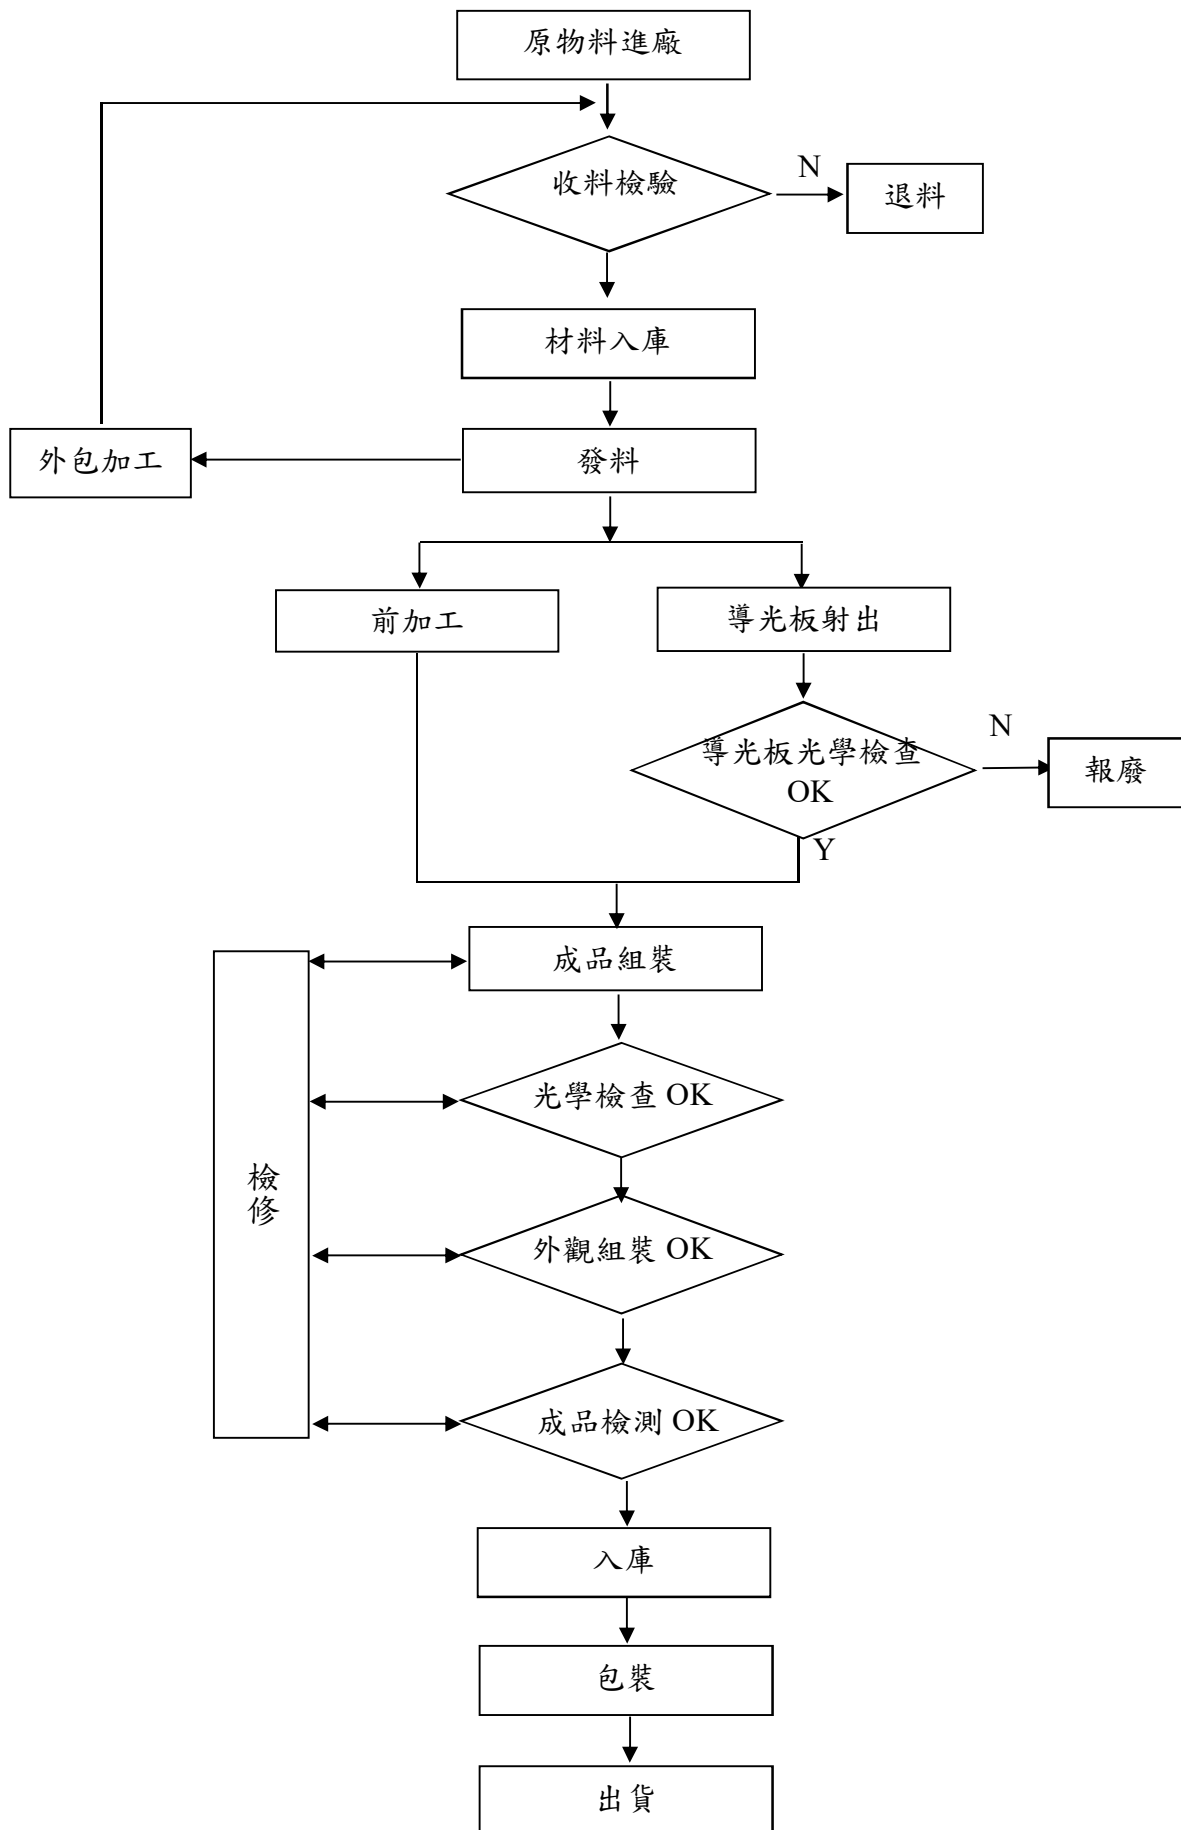 原物料進廠
收料檢驗
N
退料
材料入庫
外包加工
發料
前加工
導光板射出
導光板光學檢查
OK
N
報廢
Y
成品組裝
光學檢查 OK
檢
修
外觀組裝 OK
成品檢測 OK
入庫
包裝
出貨